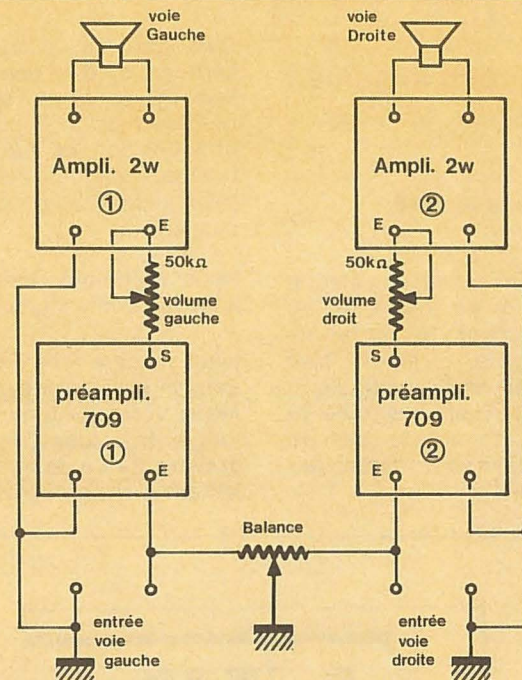 voie
Gauche
voie
Droite
Ampli. 2w
①
E
Ampli. 2w
②
E
50kΩ
volume
gauche
50kΩ
volume
droit
S
préampli.
709
①
E
S
préampli.
709
②
E
Balance
entrée
voie
gauche
entrée
voie
droite